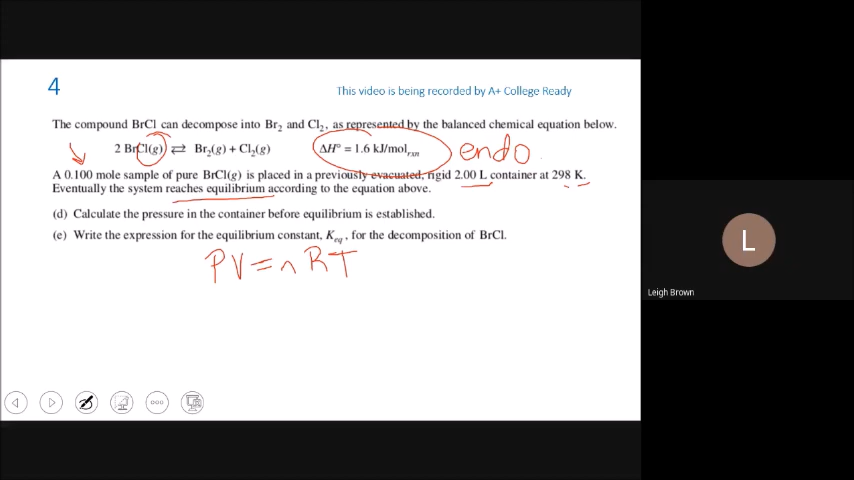 4
This video is being recorded by A+ College Ready
The compound BrCl can decompose into Br₂ and Cl₂, as represented by the balanced chemical equation below.
2 BrCl(g) ⇄ Br₂(g) + Cl₂(g) ΔH° = 1.6 kJ/mol_rxn endo
A 0.100 mole sample of pure BrCl(g) is placed in a previously evacuated, rigid 2.00 L container at 298 K.
Eventually the system reaches equilibrium according to the equation above.
(d) Calculate the pressure in the container before equilibrium is established.
(e) Write the expression for the equilibrium constant, K_eq, for the decomposition of BrCl.
PV = nRT
L
Leigh Brown